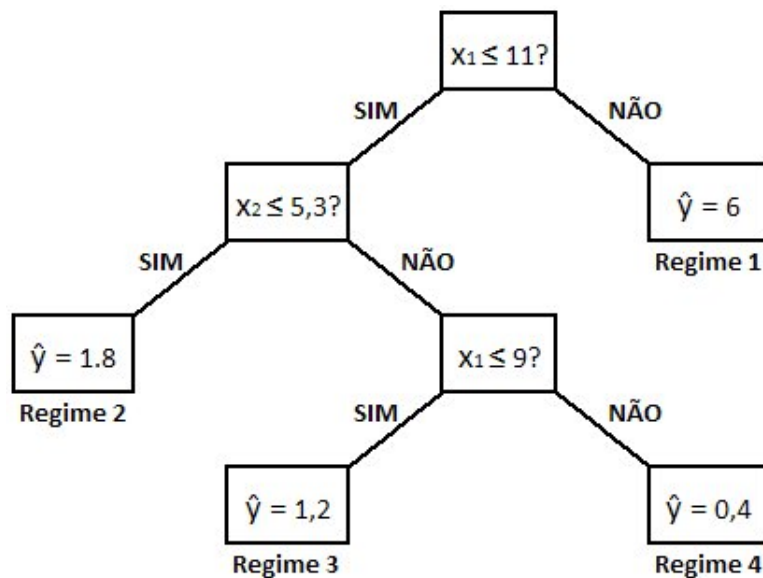 x₁ ≤ 11?
SIM
NÃO
x₂ ≤ 5,3?
ŷ = 6
SIM
NÃO
Regime 1
ŷ = 1.8
x₁ ≤ 9?
Regime 2
SIM
NÃO
ŷ = 1,2
ŷ = 0,4
Regime 3
Regime 4